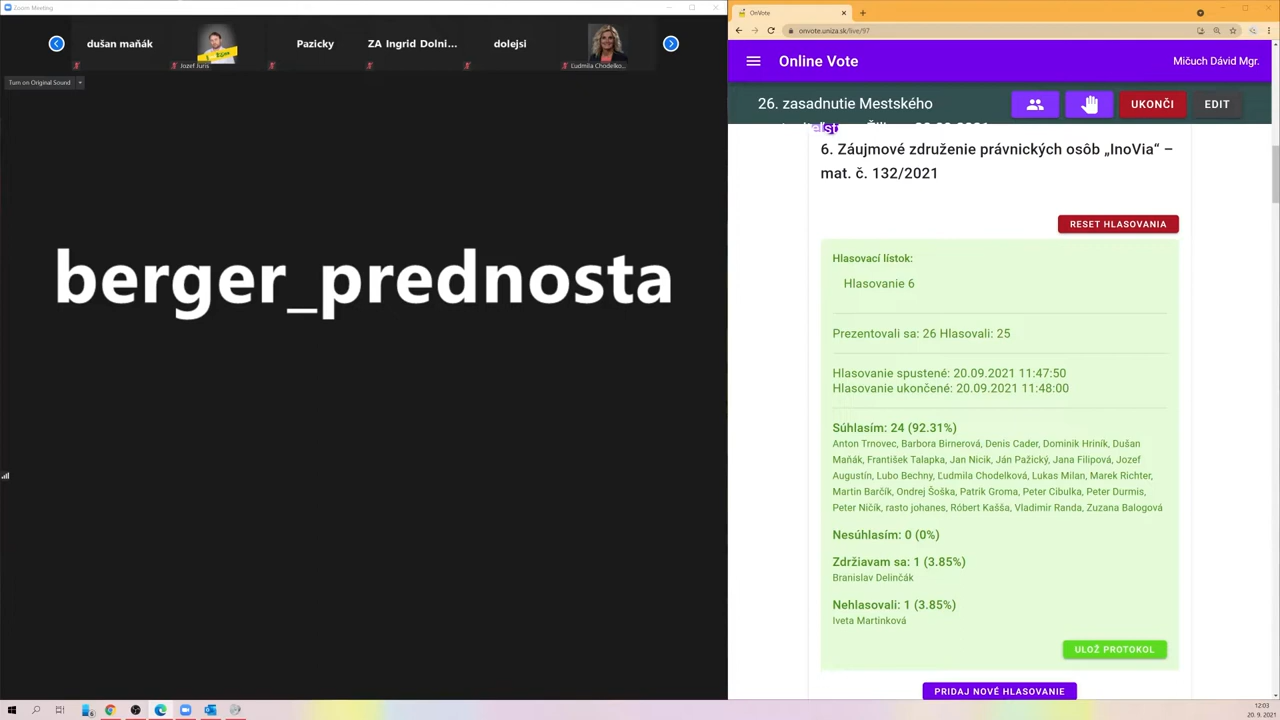 Zoom Meeting
dušan maňák
Jozef Juris
Pazicky
ZA Ingrid Dolni...
dolejsi
Ľudmila Chodelko...
Turn on Original Sound
berger_prednosta
OnVote
onvote.uniza.sk/live/97
Online Vote
Mičuch Dávid Mgr.
26. zasadnutie Mestského
UKONČI
EDIT
6. Záujmové združenie právnických osôb „InoVia“ –
mat. č. 132/2021
RESET HLASOVANIA
Hlasovací lístok:
Hlasovanie 6
Prezentovali sa: 26 Hlasovali: 25
Hlasovanie spustené: 20.09.2021 11:47:50
Hlasovanie ukončené: 20.09.2021 11:48:00
Súhlasím: 24 (92.31%)
Anton Trnovec, Barbora Birnerová, Denis Cader, Dominik Hriník, Dušan
Maňák, František Talapka, Jan Nicik, Ján Pažický, Jana Filipová, Jozef
Augustín, Lubo Bechny, Ľudmila Chodelková, Lukas Milan, Marek Richter,
Martin Barčík, Ondrej Šoška, Patrik Groma, Peter Cibulka, Peter Durmis,
Peter Ničík, rasto johanes, Róbert Kašša, Vladimir Randa, Zuzana Balogová
Nesúhlasím: 0 (0%)
Zdržiavam sa: 1 (3.85%)
Branislav Delinčák
Nehlasovali: 1 (3.85%)
Iveta Martinková
ULOŽ PROTOKOL
PRIDAJ NOVÉ HLASOVANIE
12:03
20. 9. 2021